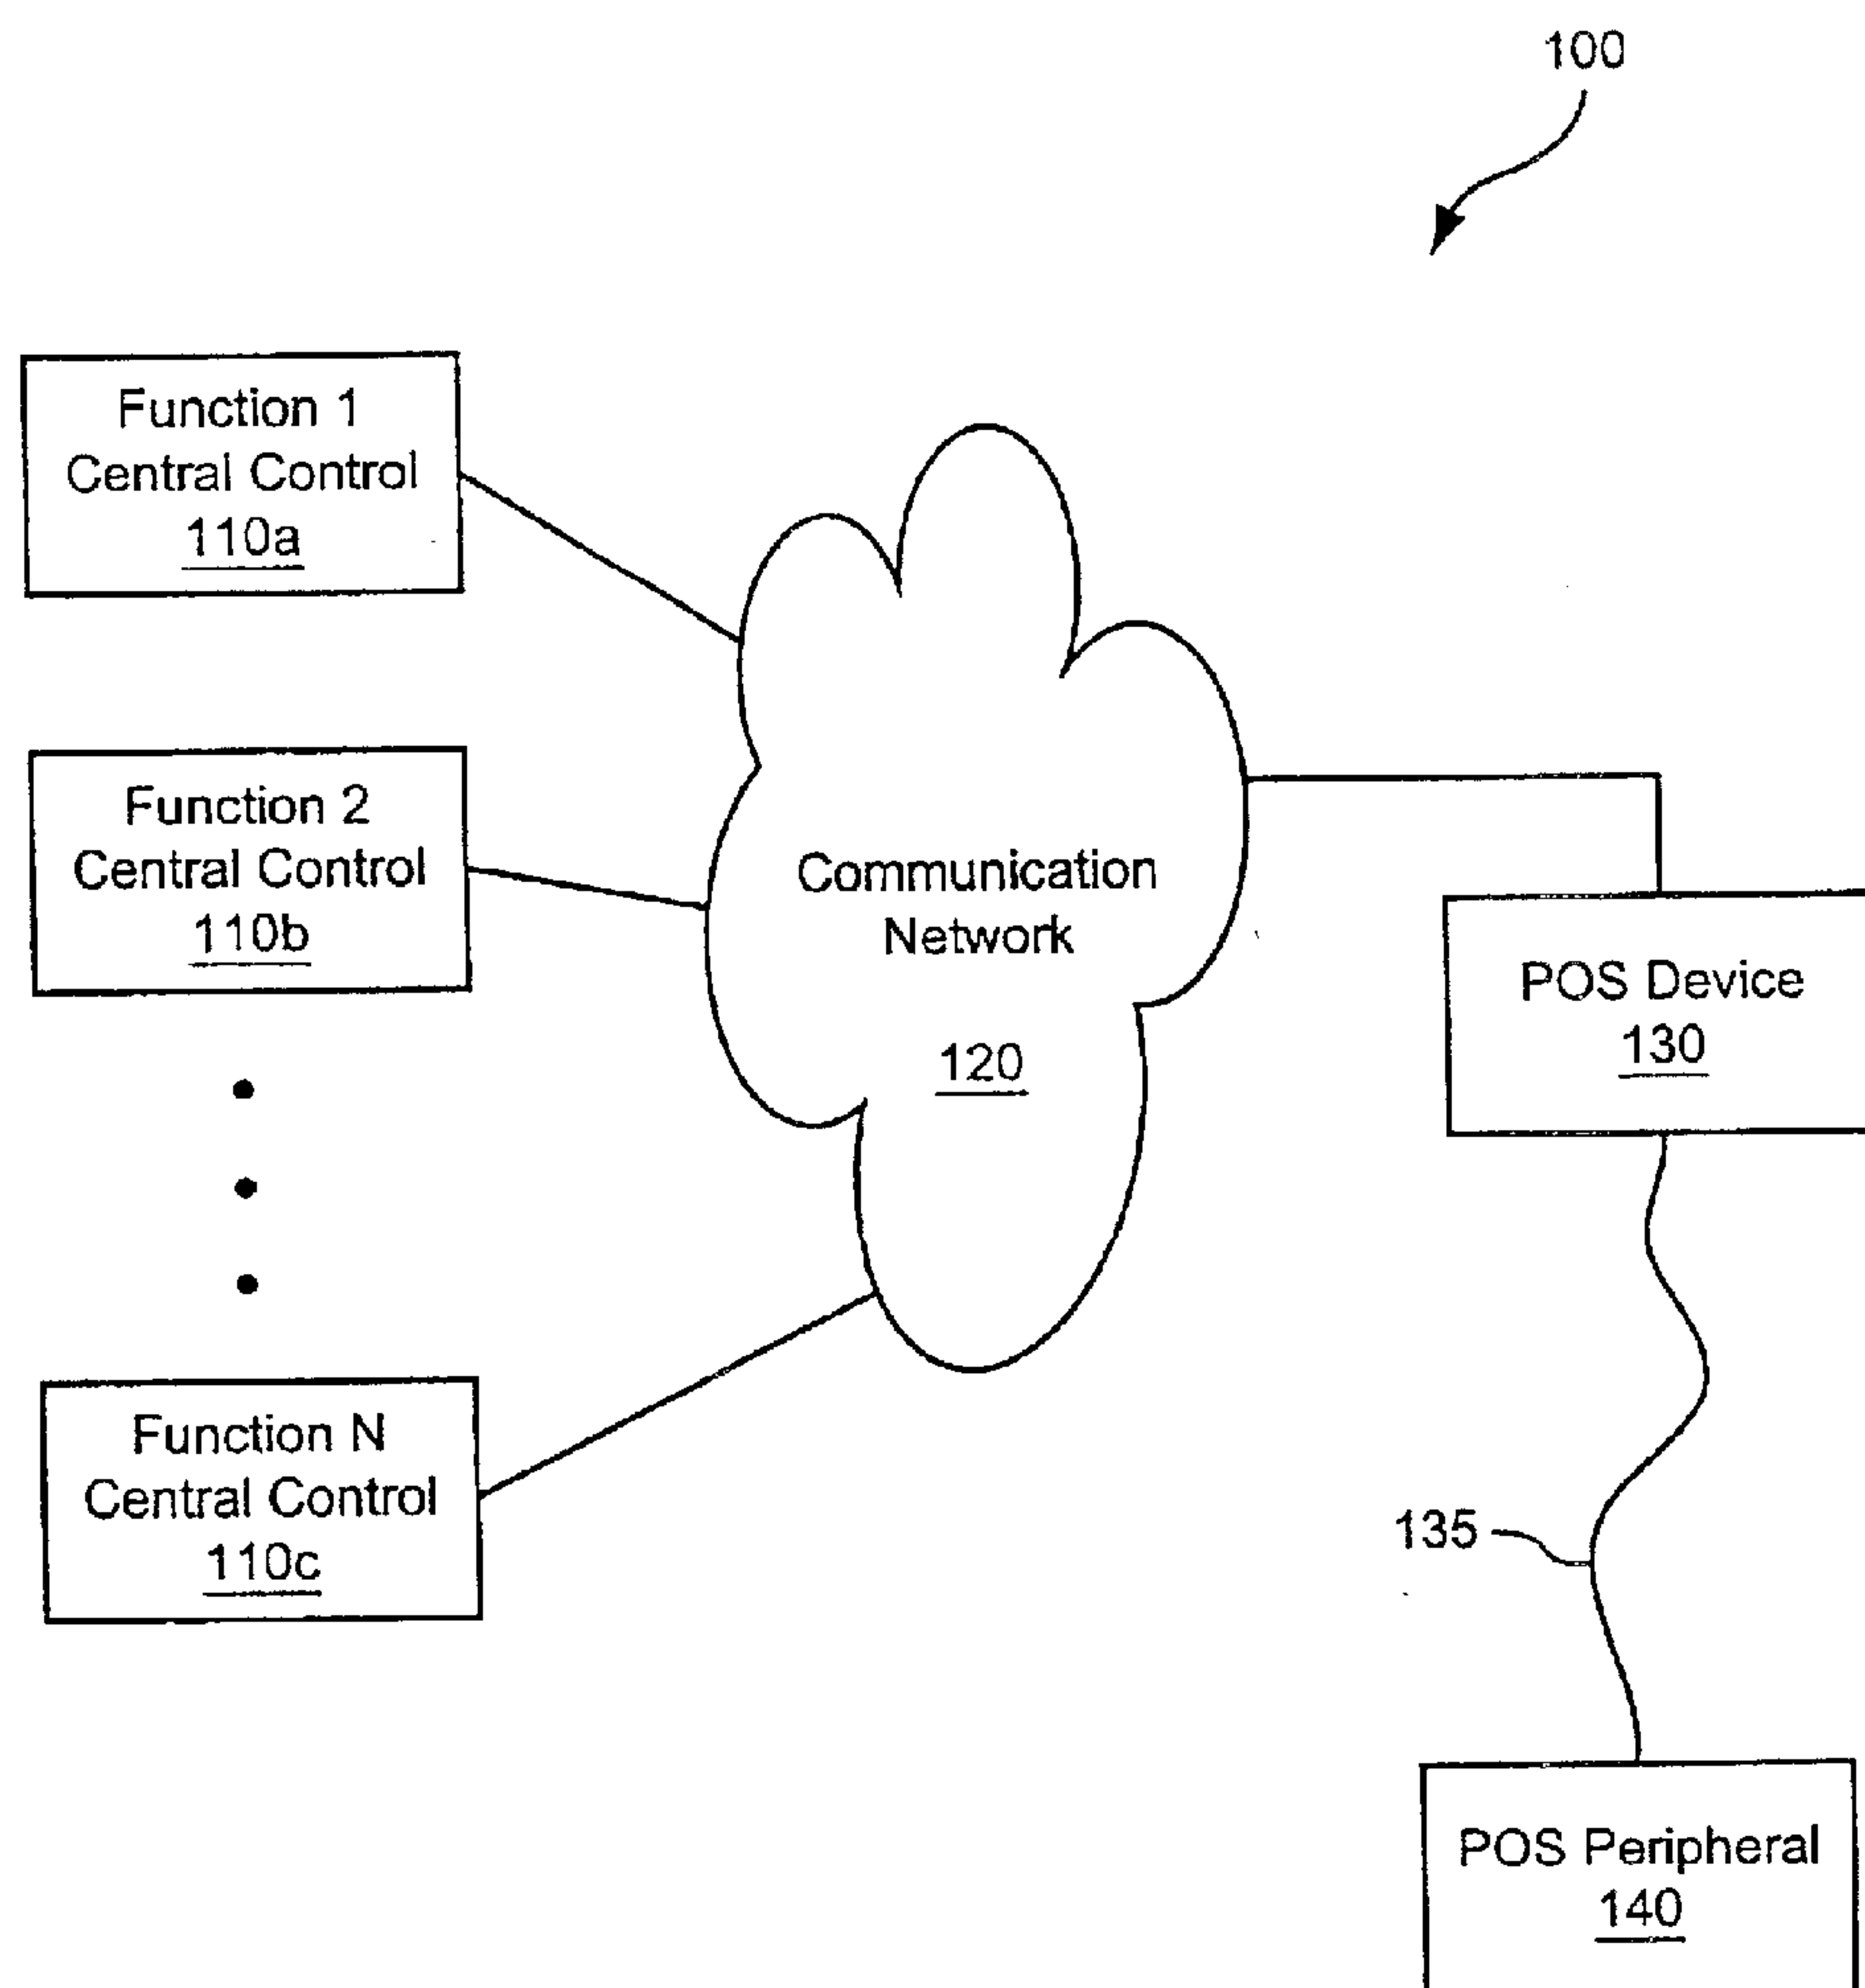 100
Function 1
Central Control
110a
Function 2
Central Control
110b
Communication
Network
120
POS Device
130
Function N
Central Control
110c
135
POS Peripheral
140